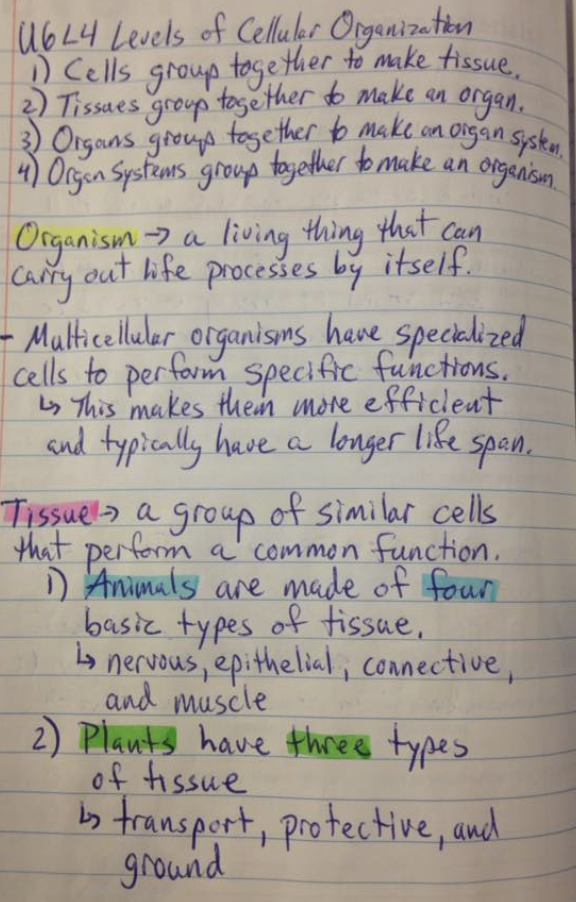 U6L4 Levels of Cellular Organization
1) Cells group together to make tissue.
2) Tissues group together to make an organ.
3) Organs group together to make an organ system.
4) Organ Systems group together to make an organism
Organism → a living thing that can
carry out life processes by itself.
- Multicellular organisms have specialized
cells to perform specific functions.
↳ This makes them more efficient
and typically have a longer life span.
Tissue → a group of similar cells
that perform a common function.
1) Animals are made of four
basic types of tissue.
↳ nervous, epithelial, connective,
and muscle
2) Plants have three types
of tissue
↳ transport, protective, and
ground